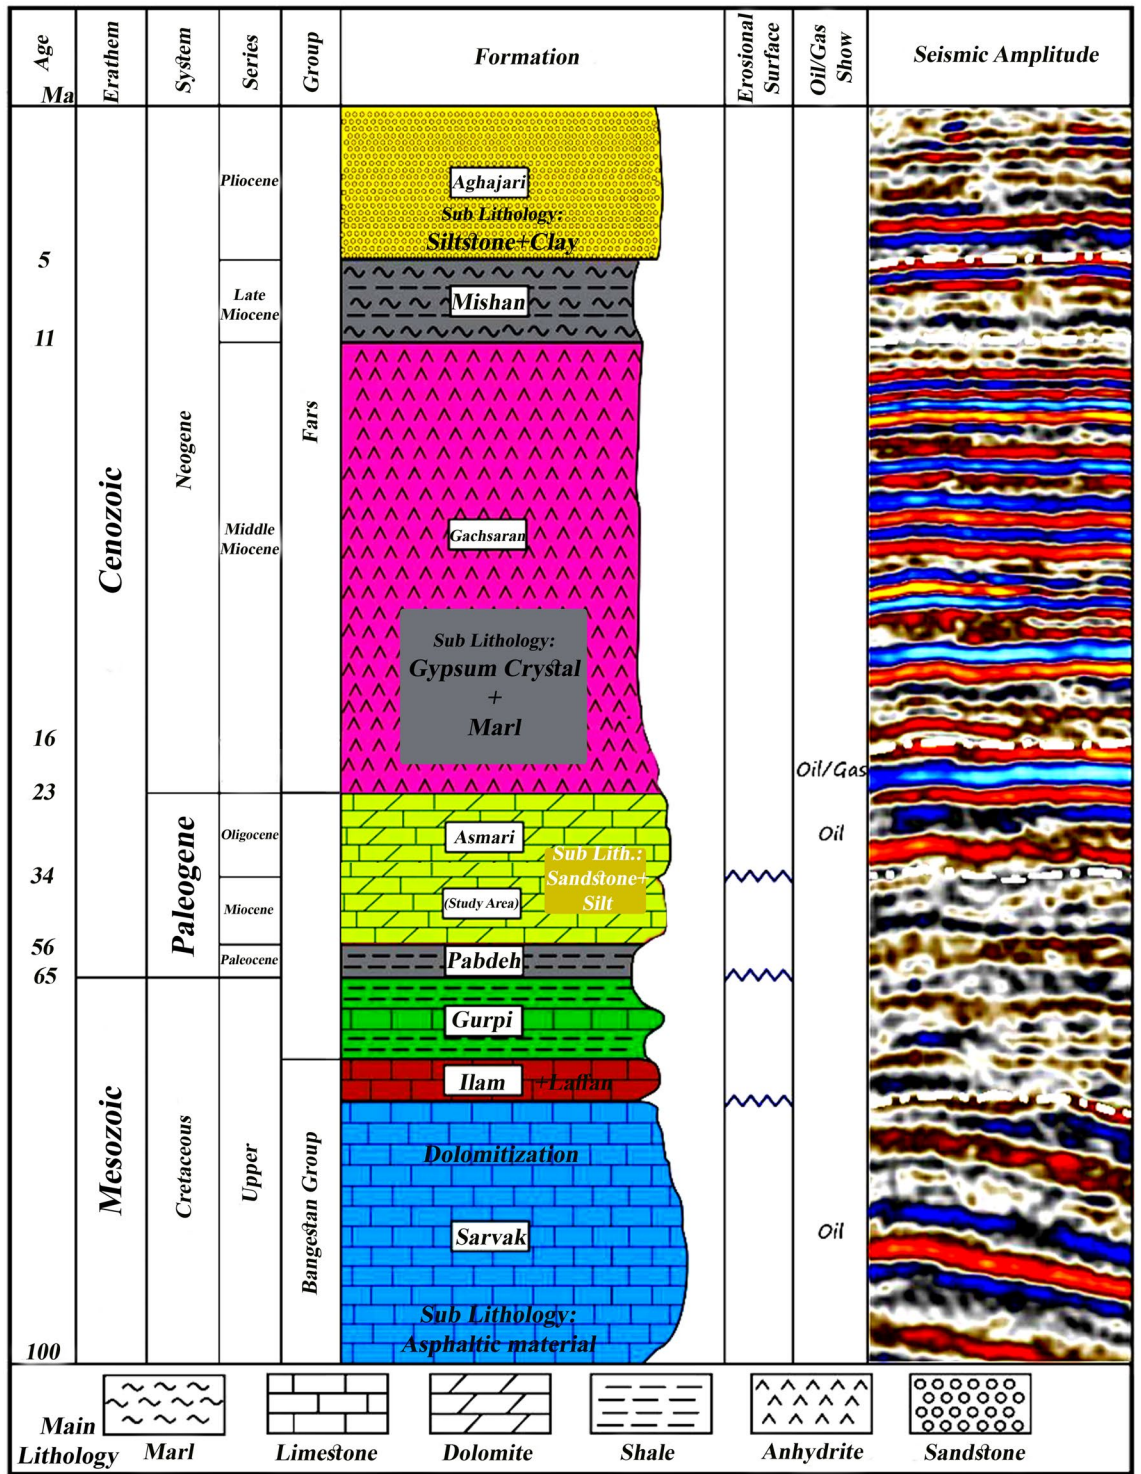 Age
Ma
Erathem
System
Series
Group
Formation
Erosional
Surface
Oil/Gas
Show
Seismic Amplitude
5
11
16
23
34
56
65
100
Cenozoic
Mesozoic
Neogene
Paleogene
Cretaceous
Pliocene
Late
Miocene
Middle
Miocene
Oligocene
Miocene
Paleocene
Upper
Fars
Bangestan Group
Aghajari
Sub Lithology:
Siltstone+Clay
Mishan
Gachsaran
Sub Lithology:
Gypsum Crystal
+
Marl
Asmari
(Study Area)
Sub Lith.:
Sandstone+
Silt
Pabdeh
Gurpi
Ilam +Laffan
Dolomitization
Sarvak
Sub Lithology:
Asphaltic material
Oil/Gas
Oil
Oil
Main
Lithology
Marl
Limestone
Dolomite
Shale
Anhydrite
Sandstone